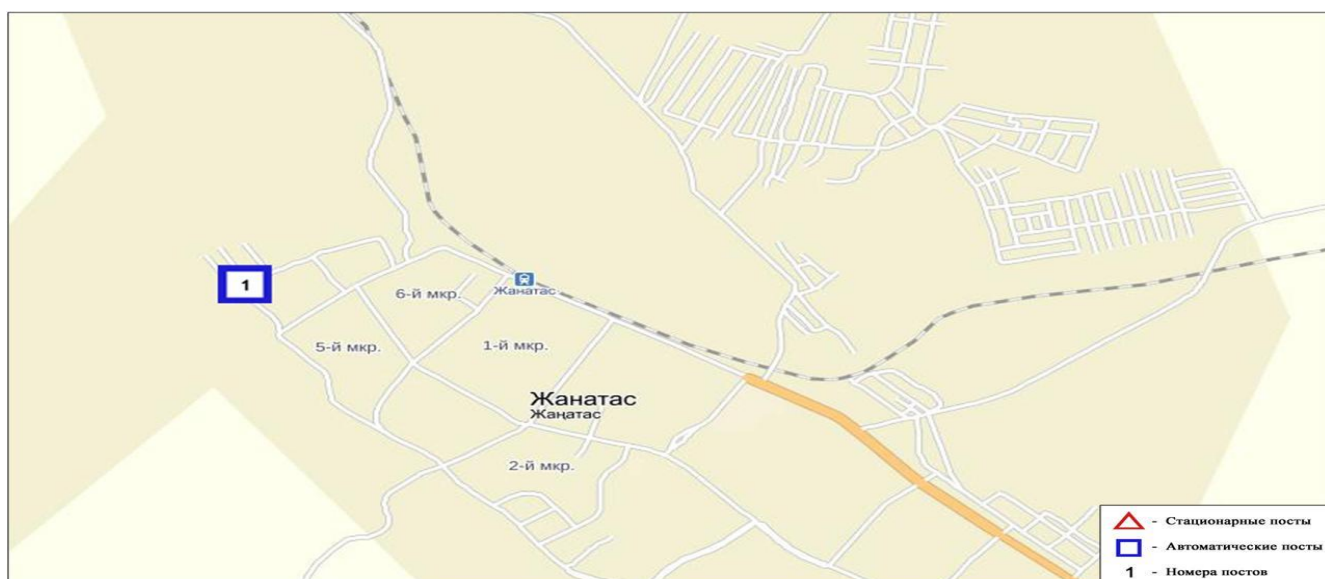 1
Жанатас
6-й мкр.
5-й мкр.
1-й мкр.
Жанатас
Жаңатас
2-й мкр.
- Стационарные посты
- Автоматические посты
1 - Номера постов